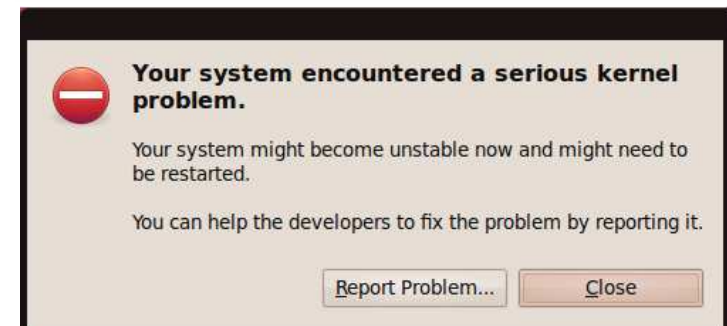 Your system encountered a serious kernel
problem.
Your system might become unstable now and might need to
be restarted.
You can help the developers to fix the problem by reporting it.
Report Problem...
Close